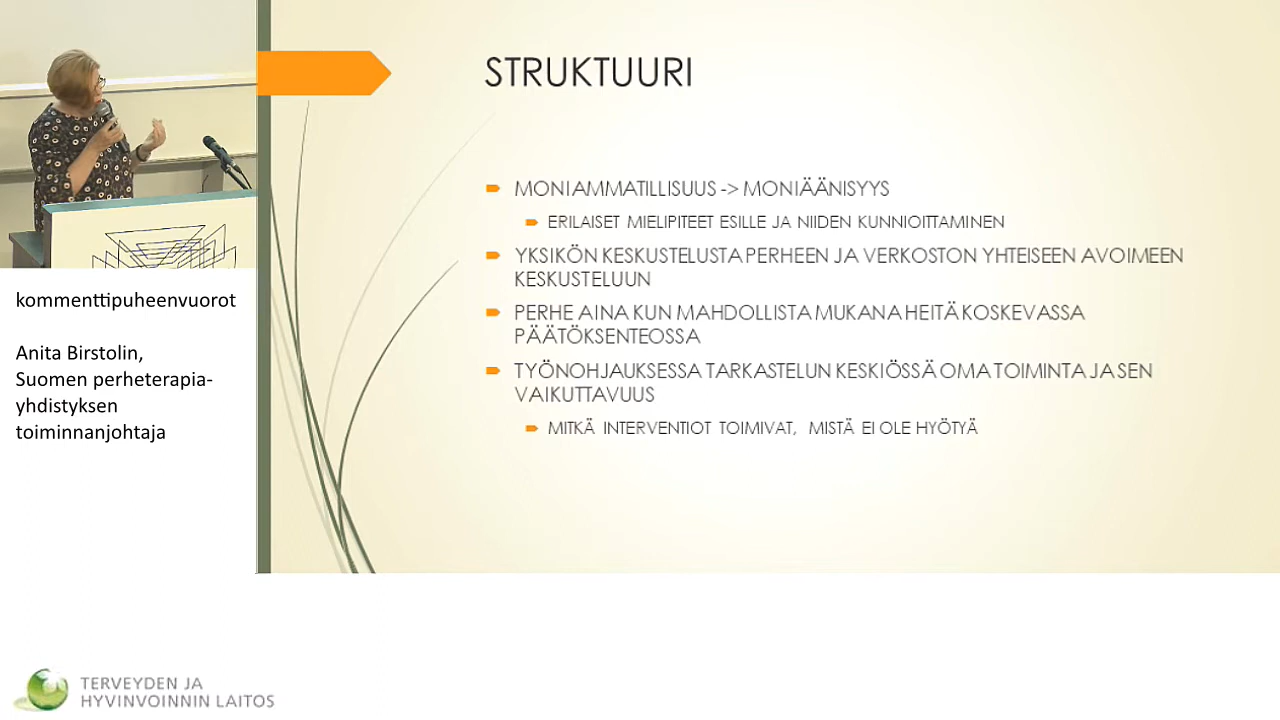 STRUKTUURI
MONIAMMATILLISUUS -> MONIÄÄNISYYS
ERILAISET MIELIPITEET ESILLE JA NIIDEN KUNNIOITTAMINEN
YKSIKÖN KESKUSTELUSTA PERHEEN JA VERKOSTON YHTEISEEN AVOIMEEN
KESKUSTELUUN
PERHE AINA KUN MAHDOLLISTA MUKANA HEITÄ KOSKEVASSA
PÄÄTÖKSENTEOSSA
TYÖNOHJAUKSESSA TARKASTELUN KESKIÖSSÄ OMA TOIMINTA JA SEN
VAIKUTTAVUUS
MITKÄ INTERVENTIOT TOIMIVAT, MISTÄ EI OLE HYÖTYÄ
kommenttipuheenvuorot
Anita Birstolin,
Suomen perheterapia-
yhdistyksen
toiminnanjohtaja
TERVEYDEN JA
HYVINVOINNIN LAITOS